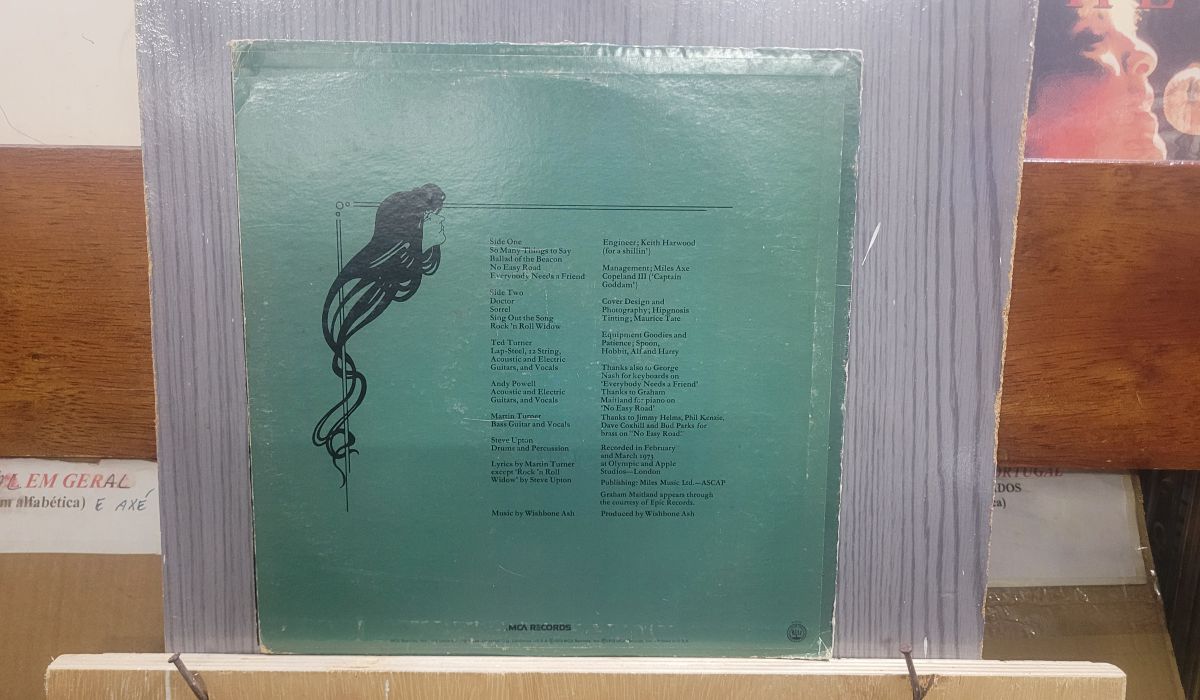 Side One
So Many Things to Say
Ballad of the Beacon
No Easy Road
Everybody Needs a Friend
Side Two
Doctor
Sorrel
Sing Out the Song
Rock 'n Roll Widow
Ted Turner
Lap-Steel, 12 String,
Acoustic and Electric
Guitars, and Vocals
Andy Powell
Acoustic and Electric
Guitars, and Vocals
Martin Turner
Bass Guitar and Vocals
Steve Upton
Drums and Percussion
Lyrics by Martin Turner
except 'Rock 'n Roll
Widow' by Steve Upton
Music by Wishbone Ash
Engineer; Keith Harwood
(for a shillin')
Management; Miles Axe
Copeland III ('Captain
Goddam')
Cover Design and
Photography; Hipgnosis
Tinting; Maurice Tate
Equipment Goodies and
Patience; Spoon,
Hobbit, Alf and Harry
Thanks also to George
Nash for keyboards on
'Everybody Needs a Friend'
Thanks to Graham
Maitland for piano on
'No Easy Road'
Thanks to Jimmy Helms, Phil Kenzie,
Dave Coxhill and Bud Parks for
brass on "No Easy Road."
Recorded in February
and March 1973
at Olympic and Apple
Studios—London
Publishing: Miles Music Ltd.—ASCAP
Graham Maitland appears through
the courtesy of Epic Records.
Produced by Wishbone Ash
MCA RECORDS
EM GERAL
alfabética) E AXÉ
PORTUGAL